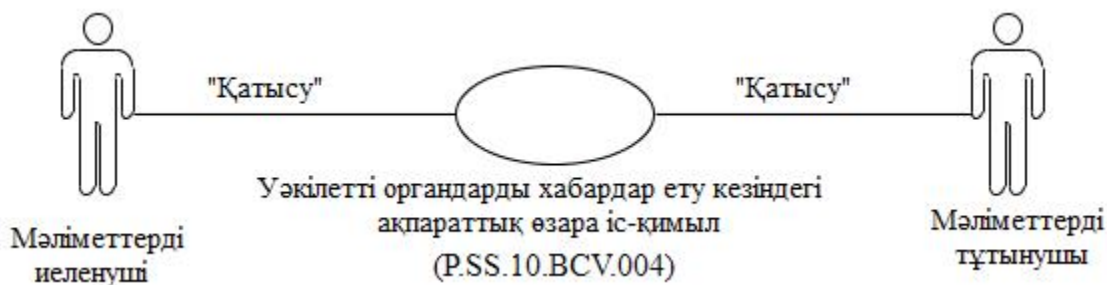 "Қатысу"
"Қатысу"
Уәкілетті органдарды хабардар ету кезіндегі
ақпараттық өзара іс-қимыл
(P.SS.10.BCV.004)
Мәліметтерді
иеленуші
Мәліметтерді
тұтынушы